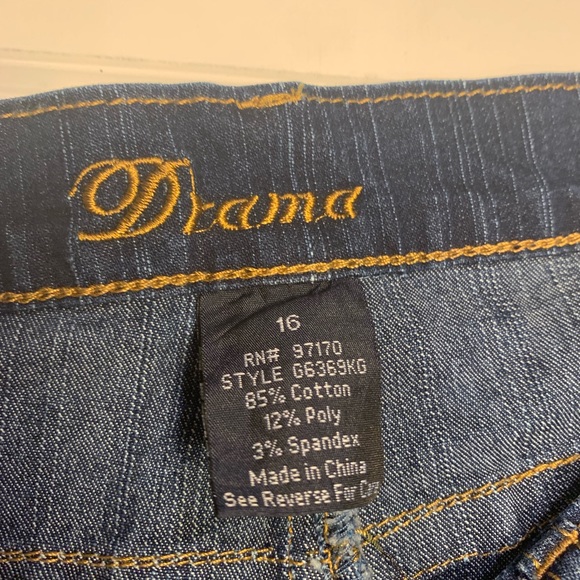 Drama
16
RN# 97170
STYLE G6369KG
85% Cotton
12% Poly
3% Spandex
Made in China
See Reverse For Care